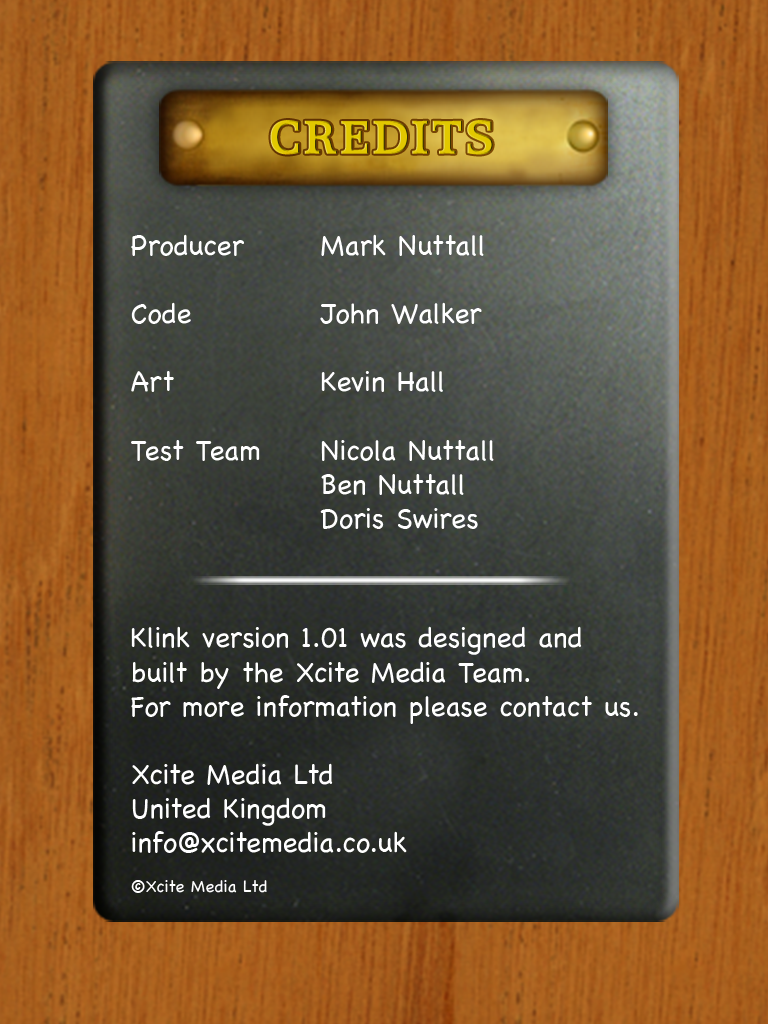 CREDITS
Producer Mark Nuttall
Code John Walker
Art Kevin Hall
Test Team Nicola Nuttall
Ben Nuttall
Doris Swires
Klink version 1.01 was designed and
built by the Xcite Media Team.
For more information please contact us.
Xcite Media Ltd
United Kingdom
info@xcitemedia.co.uk
©Xcite Media Ltd